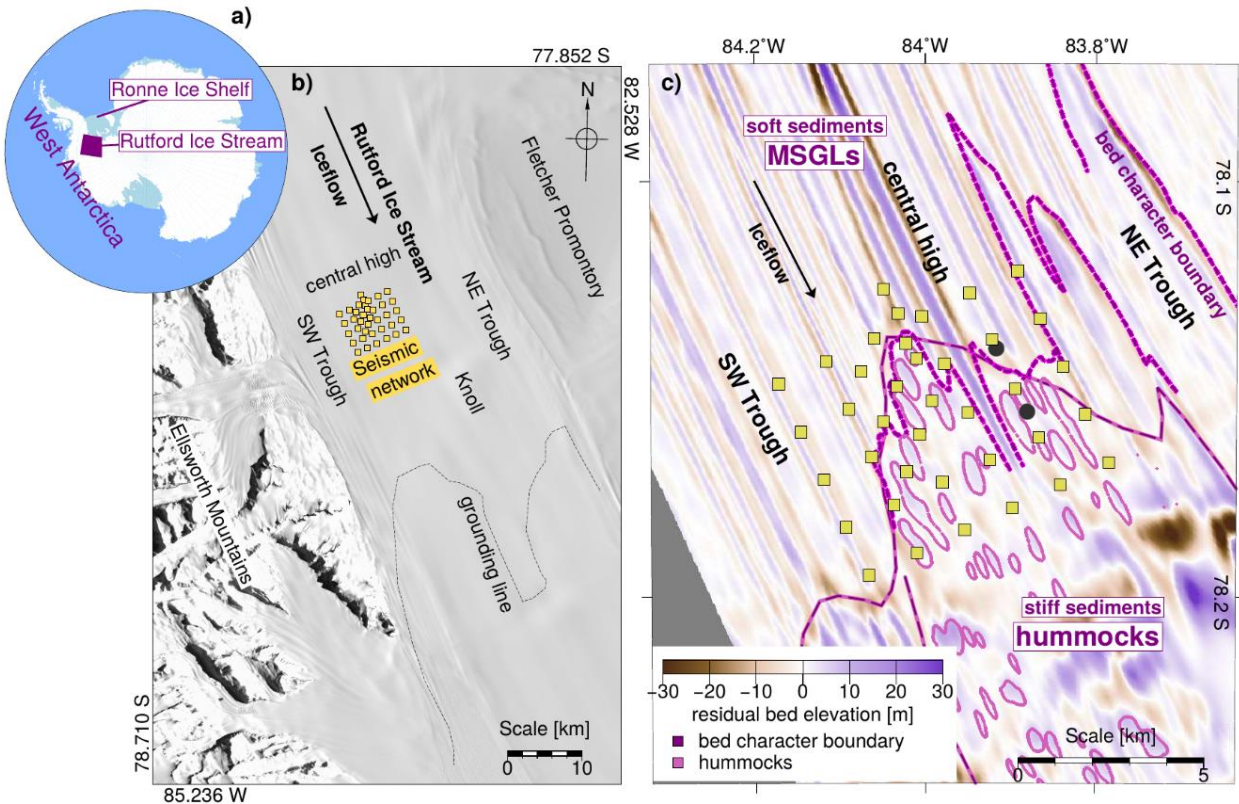 a)
Ronne Ice Shelf
Rutford Ice Stream
West Antarctica
b)
77.852 S
82.528 W
N
Iceflow
Rutford Ice Stream
Fletcher Promontory
central high
NE Trough
SW Trough
Seismic
network
Knoll
Ellsworth Mountains
grounding line
Scale [km]
0 10
78.710 S
85.236 W
84.2°W 84°W 83.8°W
c)
soft sediments
MSGLs
central high
bed character boundary
78.1 S
Iceflow
NE Trough
SW Trough
stiff sediments
hummocks
78.2 S
−30 −20 −10 0 10 20 30
residual bed elevation [m]
bed character boundary
hummocks
Scale [km]
0 5